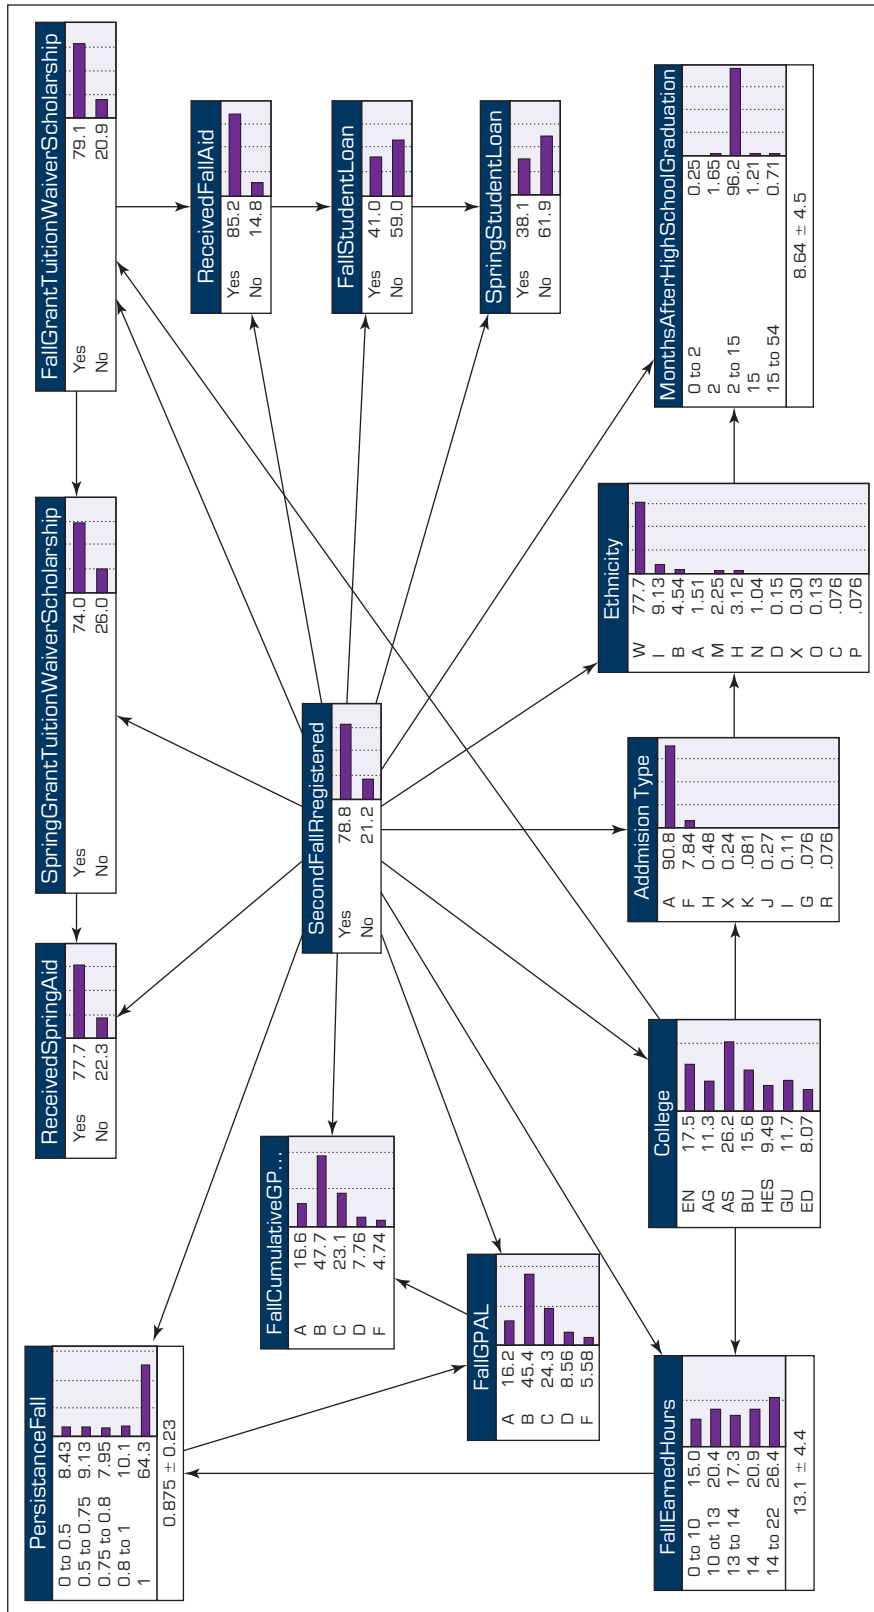 PersistanceFall
0 to 0.5 8.43
0.5 to 0.75 9.13
0.75 to 0.8 7.95
0.8 to 1 10.1
1 64.3
0.875 ± 0.23
ReceivedSpringAid
Yes 77.7
No 22.3
SpringGrantTuitionWaiverScholarship
Yes 74.0
No 26.0
FallGrantTuitionWaiverScholarship
Yes 79.1
No 20.9
ReceivedFallAid
Yes 85.2
No 14.8
FallCumulativeGP...
A 16.6
B 47.7
C 23.1
D 7.76
F 4.74
SecondFallRregistered
Yes 78.8
No 21.2
FallStudentLoan
Yes 41.0
No 59.0
FallGPAL
A 16.2
B 45.4
C 24.3
D 8.56
F 5.58
SpringStudentLoan
Yes 38.1
No 61.9
FallEarnedHours
0 to 10 15.0
10 ot 13 20.4
13 to 14 17.3
14 20.9
14 to 22 26.4
13.1 ± 4.4
College
EN 17.5
AG 11.3
AS 26.2
BU 15.6
HES 9.49
GU 11.7
ED 8.07
Addmision Type
A 90.8
F 7.84
H 0.48
X 0.24
K .081
J 0.27
I 0.11
G .076
R .076
Ethnicity
W 77.7
I 9.13
B 4.54
A 1.51
M 2.25
H 3.12
N 1.04
D 0.15
X 0.30
O 0.13
C .076
P .076
MonthsAfterHighSchoolGraduation
0 to 2 0.25
2 1.65
2 to 15 96.2
15 1.21
15 to 54 0.71
8.64 ± 4.5